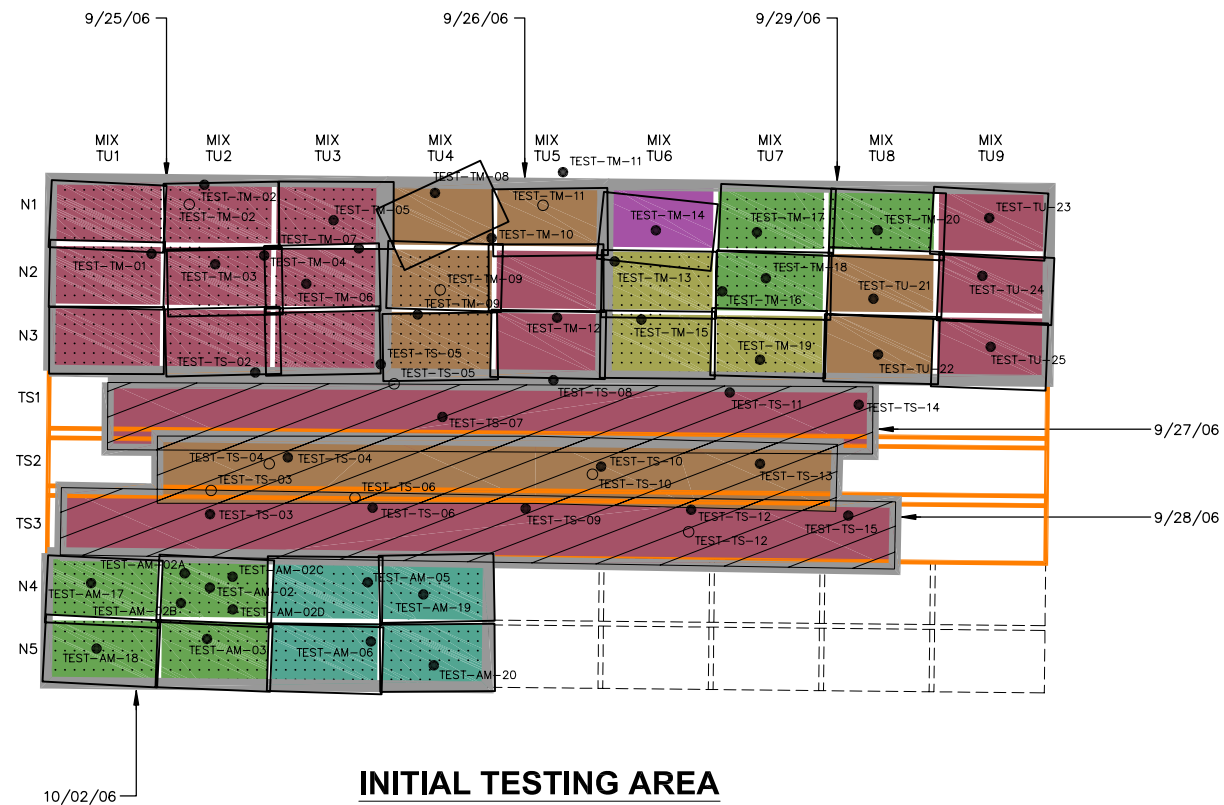 9/25/06
9/26/06
9/29/06
MIX
TU1
MIX
TU2
MIX
TU3
MIX
TU4
MIX
TU5
MIX
TU6
MIX
TU7
MIX
TU8
MIX
TU9
TEST-TM-11
TEST-TM-08
N1
TEST-TM-02
TEST-TM-02
TEST-TM-05
TEST-TM-11
TEST-TM-14
TEST-TM-17
TEST-TM-20
TEST-TU-23
TEST-TM-07
TEST-TM-10
N2
TEST-TM-01
TEST-TM-03
TEST-TM-04
TEST-TM-06
TEST-TM-09
TEST-TM-09
TEST-TM-13
TEST-TM-18
TEST-TM-16
TEST-TU-21
TEST-TU-24
N3
TEST-TM-12
TEST-TM-15
TEST-TM-19
TEST-TU-22
TEST-TU-25
TEST-TS-02
TEST-TS-05
TEST-TS-05
TEST-TS-08
TS1
TEST-TS-07
TEST-TS-11
TEST-TS-14
9/27/06
TS2
TEST-TS-04
TEST-TS-04
TEST-TS-10
TEST-TS-10
TEST-TS-13
TEST-TS-03
TEST-TS-06
TS3
TEST-TS-03
TEST-TS-06
TEST-TS-09
TEST-TS-12
TEST-TS-12
TEST-TS-15
9/28/06
N4
TEST-AM-02A
TEST-AM-02C
TEST-AM-17
TEST-AM-02
TEST-AM-02B
TEST-AM-02D
TEST-AM-05
TEST-AM-19
N5
TEST-AM-18
TEST-AM-03
TEST-AM-06
TEST-AM-20
10/02/06
INITIAL TESTING AREA